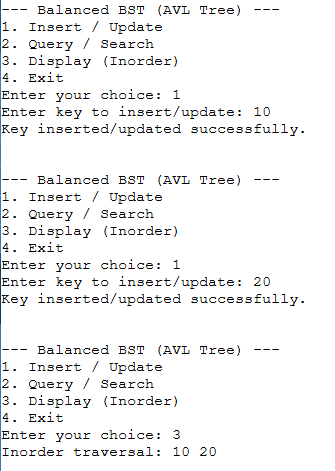 --- Balanced BST (AVL Tree) ---
1. Insert / Update
2. Query / Search
3. Display (Inorder)
4. Exit
Enter your choice: 1
Enter key to insert/update: 10
Key inserted/updated successfully.
--- Balanced BST (AVL Tree) ---
1. Insert / Update
2. Query / Search
3. Display (Inorder)
4. Exit
Enter your choice: 1
Enter key to insert/update: 20
Key inserted/updated successfully.
--- Balanced BST (AVL Tree) ---
1. Insert / Update
2. Query / Search
3. Display (Inorder)
4. Exit
Enter your choice: 3
Inorder traversal: 10 20